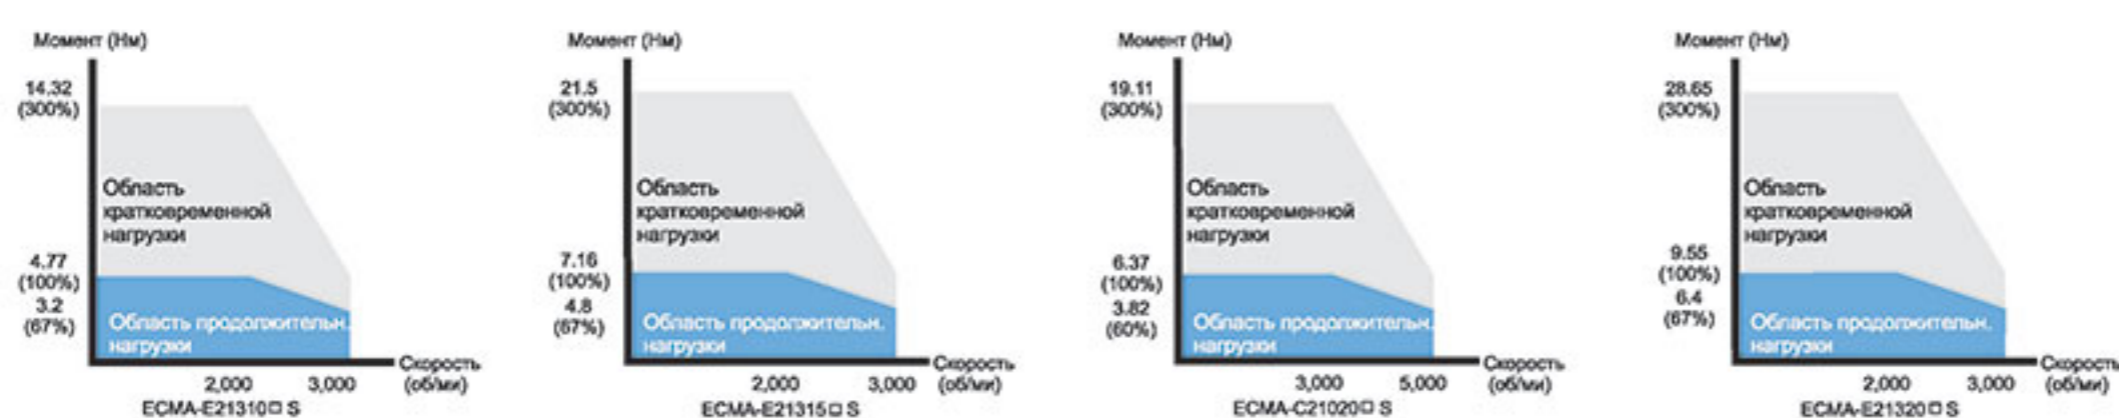 Момент (Нм)
14.32
(300%)
Область
кратковременной
нагрузки
4.77
(100%)
3.2
(67%)
Область продолжительн.
нагрузки
Скорость
(об/ми)
2,000
3,000
ECMA-E21310□ S
Момент (Нм)
21.5
(300%)
Область
кратковременной
нагрузки
7.16
(100%)
4.8
(67%)
Область продолжительн.
нагрузки
Скорость
(об/ми)
2,000
3,000
ECMA-E21315□ S
Момент (Нм)
19.11
(300%)
Область
кратковременной
нагрузки
6.37
(100%)
3.82
(60%)
Область продолжительн.
нагрузки
Скорость
(об/ми)
3,000
5,000
ECMA-C21020□ S
Момент (Нм)
28.65
(300%)
Область
кратковременной
нагрузки
9.55
(100%)
6.4
(67%)
Область продолжительн.
нагрузки
Скорость
(об/ми)
2,000
3,000
ECMA-E21320□ S